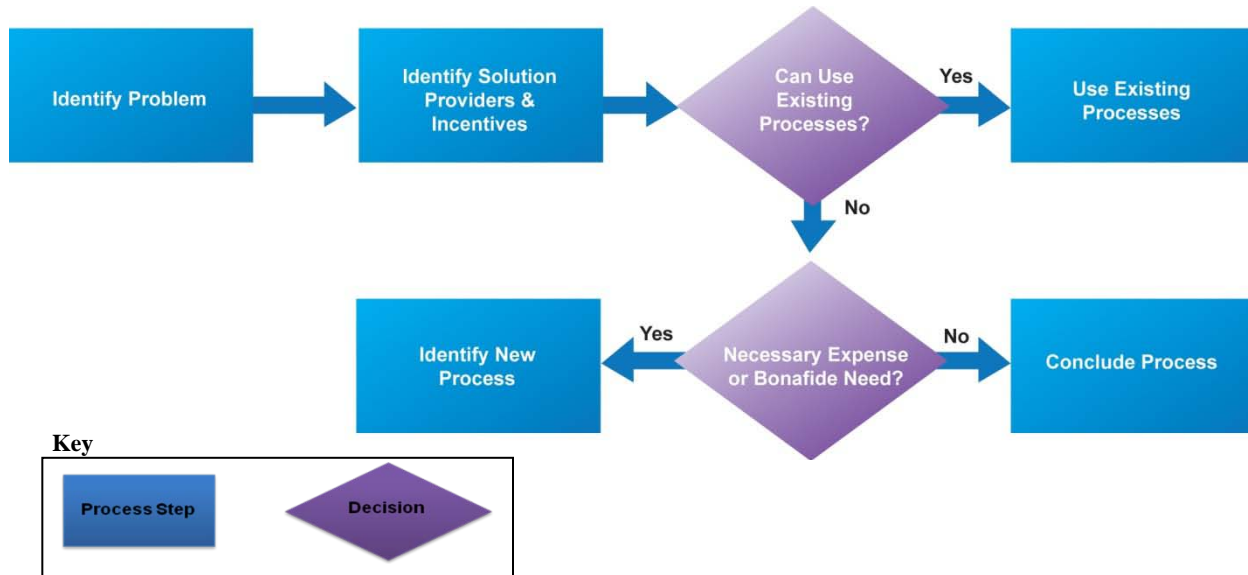 Identify Problem
Identify Solution
Providers &
Incentives
Can Use
Existing
Processes?
Yes
Use Existing
Processes
No
Identify New
Process
Yes
Necessary Expense
or Bonafide Need?
No
Conclude Process
Key
Process Step
Decision